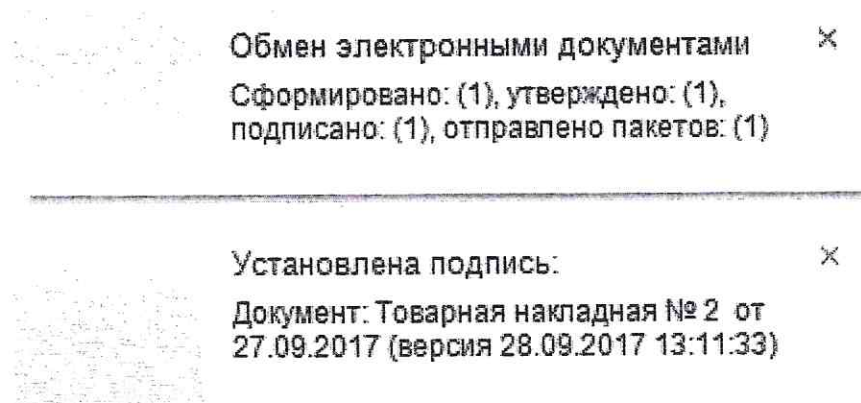 Обмен электронными документами
Сформировано: (1), утверждено: (1),
подписано: (1), отправлено пакетов: (1)
Установлена подпись:
Документ: Товарная накладная № 2 от
27.09.2017 (версия 28.09.2017 13:11:33)